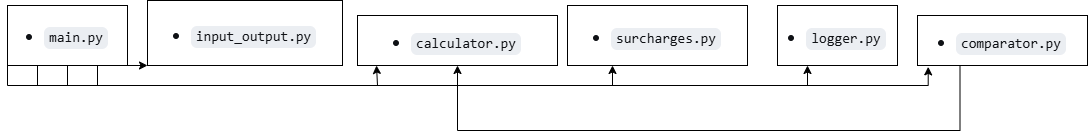 • main.py
• input_output.py
• calculator.py
• surcharges.py
• logger.py
• comparator.py